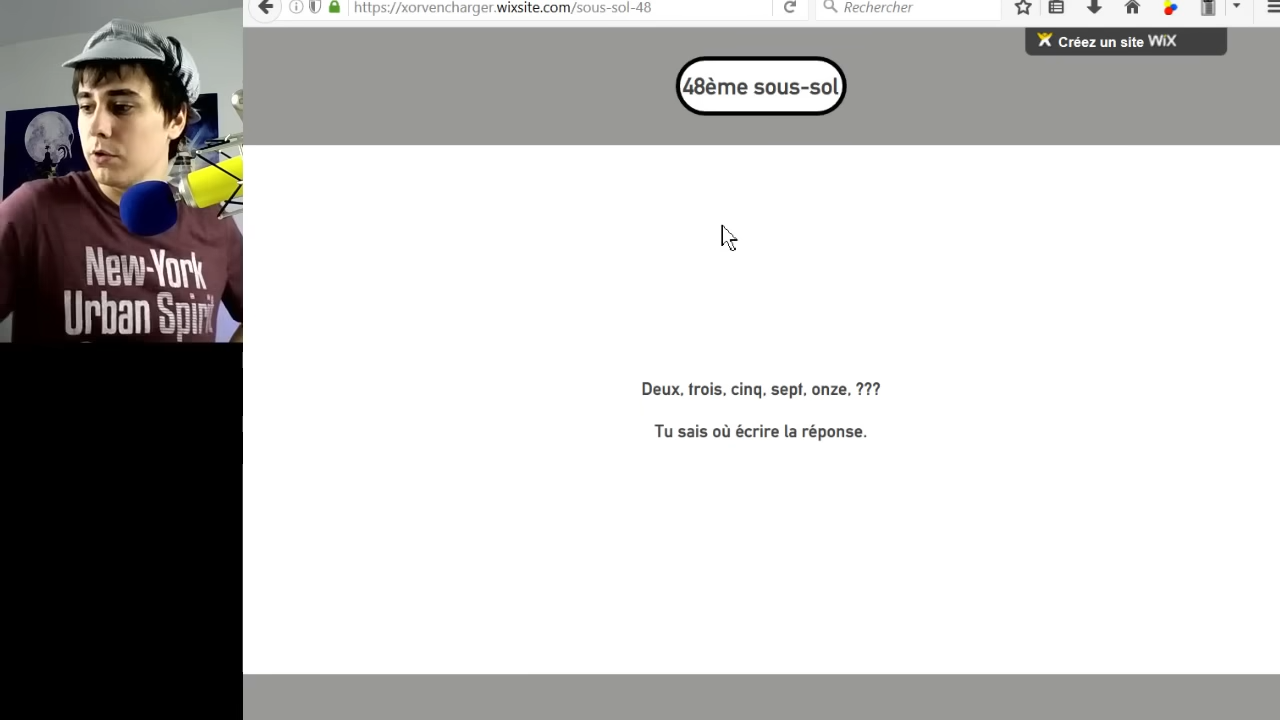 https://xorvencharger.wixsite.com/sous-sol-48
Rechercher
Créez un site WiX
48ème sous-sol
New-York
Urban Spirit
Deux, trois, cinq, sept, onze, ???
Tu sais où écrire la réponse.